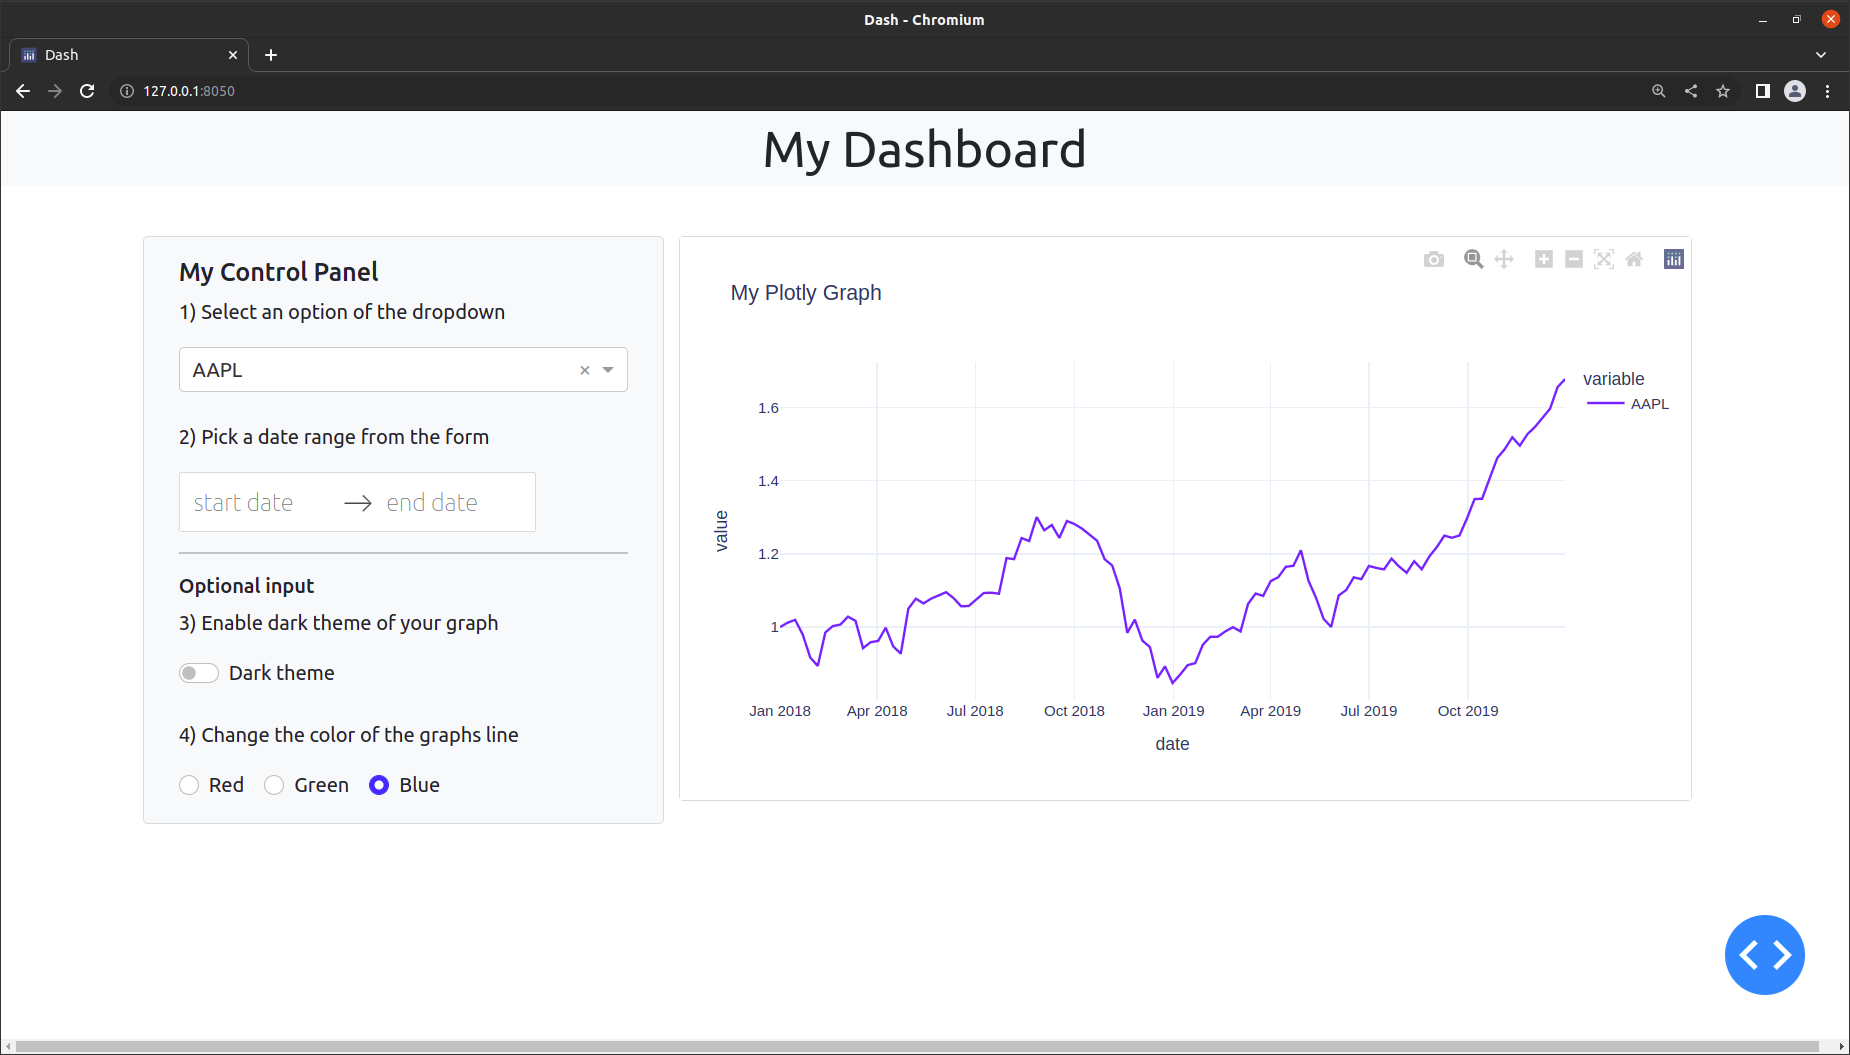 Dash - Chromium
Dash
127.0.0.1:8050
My Dashboard
My Control Panel
1) Select an option of the dropdown
AAPL
2) Pick a date range from the form
start date → end date
Optional input
3) Enable dark theme of your graph
Dark theme
4) Change the color of the graphs line
Red Green Blue
My Plotly Graph
variable
AAPL
value
1.6
1.4
1.2
1
Jan 2018 Apr 2018 Jul 2018 Oct 2018 Jan 2019 Apr 2019 Jul 2019 Oct 2019
date